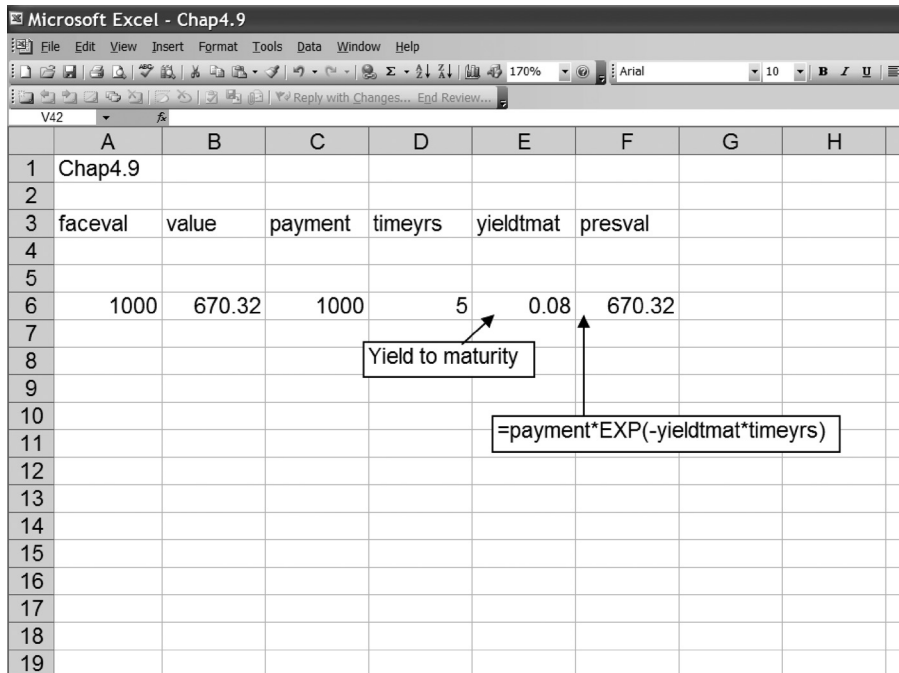 Microsoft Excel - Chap4.9
File Edit View Insert Format Tools Data Window Help
170% Arial 10 B I U
Reply with Changes... End Review...
V42 fx
A B C D E F G H
1 Chap4.9
2
3 faceval value payment timeyrs yieldtmat presval
4
5
6 1000 670.32 1000 5 0.08 670.32
7
Yield to maturity
8
9
10
=payment*EXP(-yieldtmat*timeyrs)
11
12
13
14
15
16
17
18
19